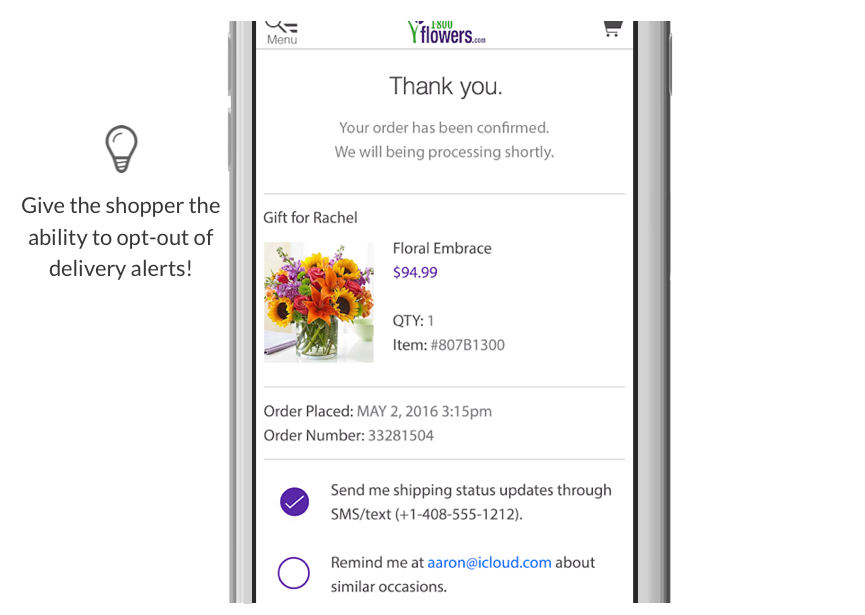 Give the shopper the
ability to opt-out of
delivery alerts!
Menu
1-800
flowers.com
Thank you.
Your order has been confirmed.
We will being processing shortly.
Gift for Rachel
Floral Embrace
$94.99
QTY: 1
Item: #807B1300
Order Placed: MAY 2, 2016 3:15pm
Order Number: 33281504
Send me shipping status updates through
SMS/text (+1-408-555-1212).
Remind me at aaron@icloud.com about
similar occasions.